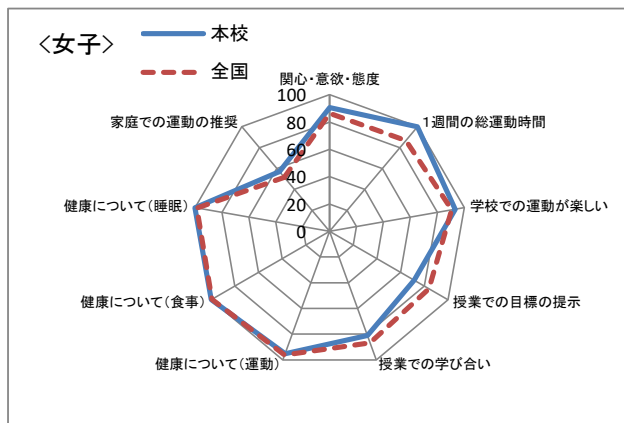 <女子>
本校
全国
関心・意欲・態度
1週間の総運動時間
学校での運動が楽しい
授業での目標の提示
授業での学び合い
健康について(運動)
健康について(食事)
健康について(睡眠)
家庭での運動の推奨
100
80
60
40
20
0